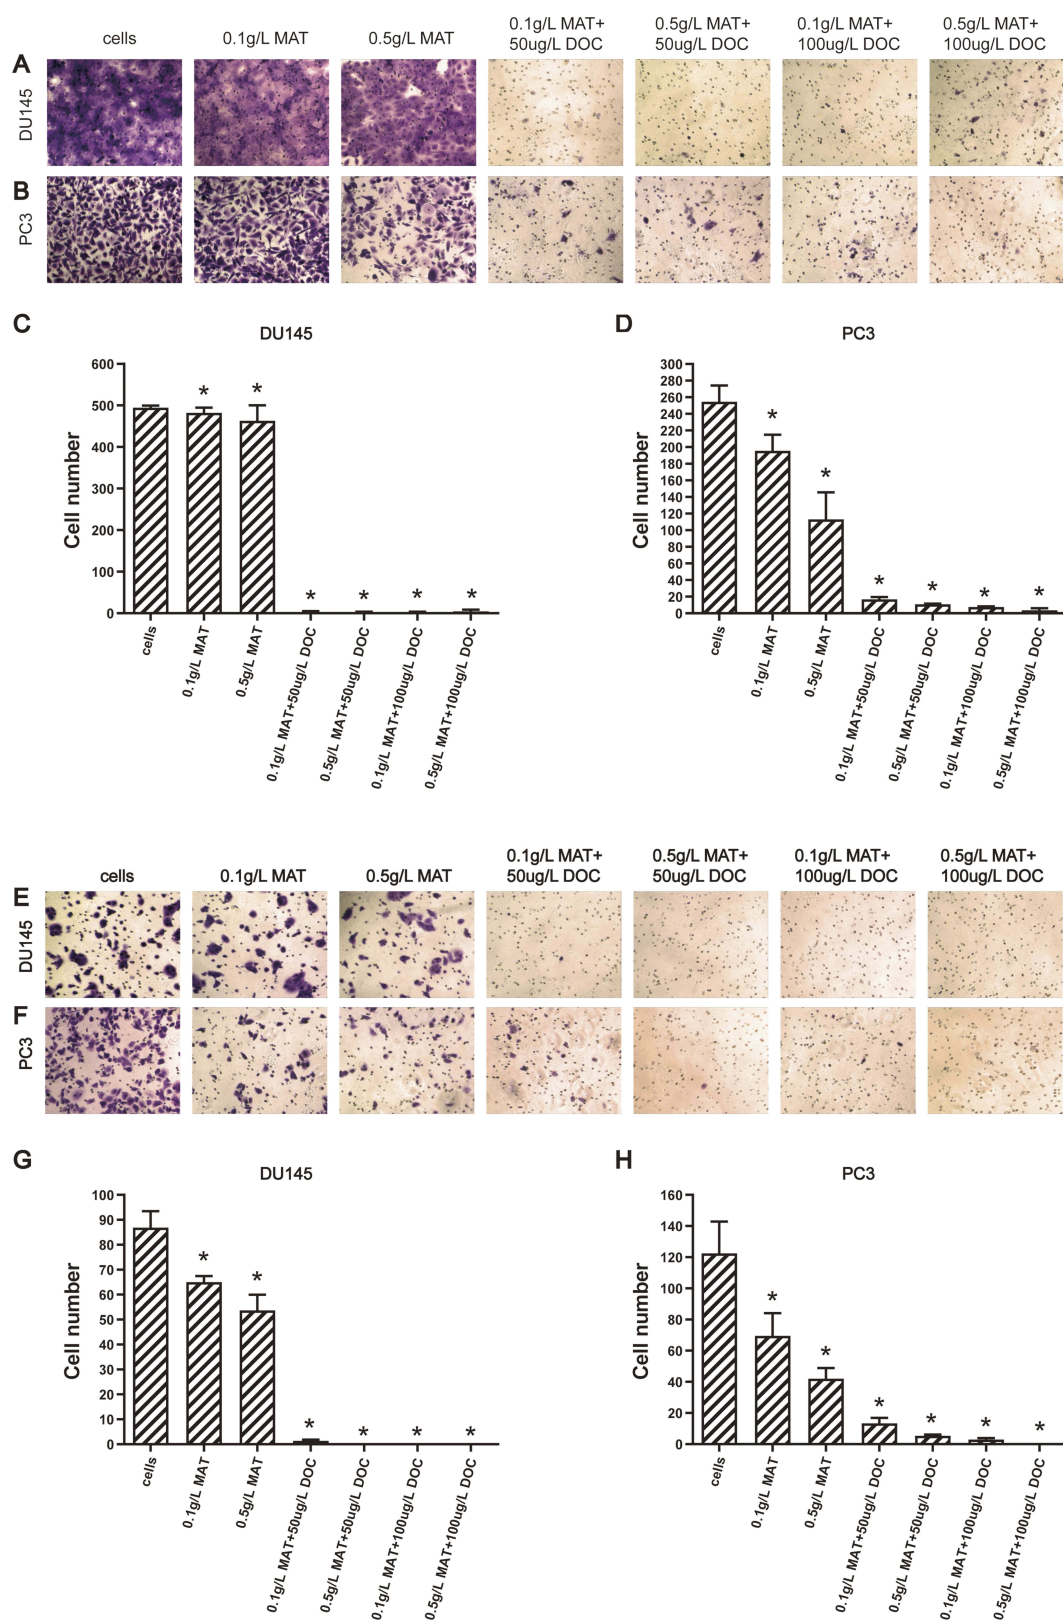 cells
0.1g/L MAT
0.5g/L MAT
0.1g/L MAT+
50ug/L DOC
0.5g/L MAT+
50ug/L DOC
0.1g/L MAT+
100ug/L DOC
0.5g/L MAT+
100ug/L DOC
A
DU145
B
PC3
C
DU145
600
500
400
300
200
100
0
Cell number
* * * * * *
cells
0.1g/L MAT
0.5g/L MAT
0.1g/L MAT+50ug/L DOC
0.5g/L MAT+50ug/L DOC
0.1g/L MAT+100ug/L DOC
0.5g/L MAT+100ug/L DOC
D
PC3
300
280
260
240
220
200
180
160
140
120
100
80
60
40
20
0
Cell number
* * * * * *
cells
0.1g/L MAT
0.5g/L MAT
0.1g/L MAT+50ug/L DOC
0.5g/L MAT+50ug/L DOC
0.1g/L MAT+100ug/L DOC
0.5g/L MAT+100ug/L DOC
cells
0.1g/L MAT
0.5g/L MAT
0.1g/L MAT+
50ug/L DOC
0.5g/L MAT+
50ug/L DOC
0.1g/L MAT+
100ug/L DOC
0.5g/L MAT+
100ug/L DOC
E
DU145
F
PC3
G
DU145
100
90
80
70
60
50
40
30
20
10
0
Cell number
* * * * * *
cells
0.1g/L MAT
0.5g/L MAT
0.1g/L MAT+50ug/L DOC
0.5g/L MAT+50ug/L DOC
0.1g/L MAT+100ug/L DOC
0.5g/L MAT+100ug/L DOC
H
PC3
160
140
120
100
80
60
40
20
0
Cell number
* * * * * *
cells
0.1g/L MAT
0.5g/L MAT
0.1g/L MAT+50ug/L DOC
0.5g/L MAT+50ug/L DOC
0.1g/L MAT+100ug/L DOC
0.5g/L MAT+100ug/L DOC